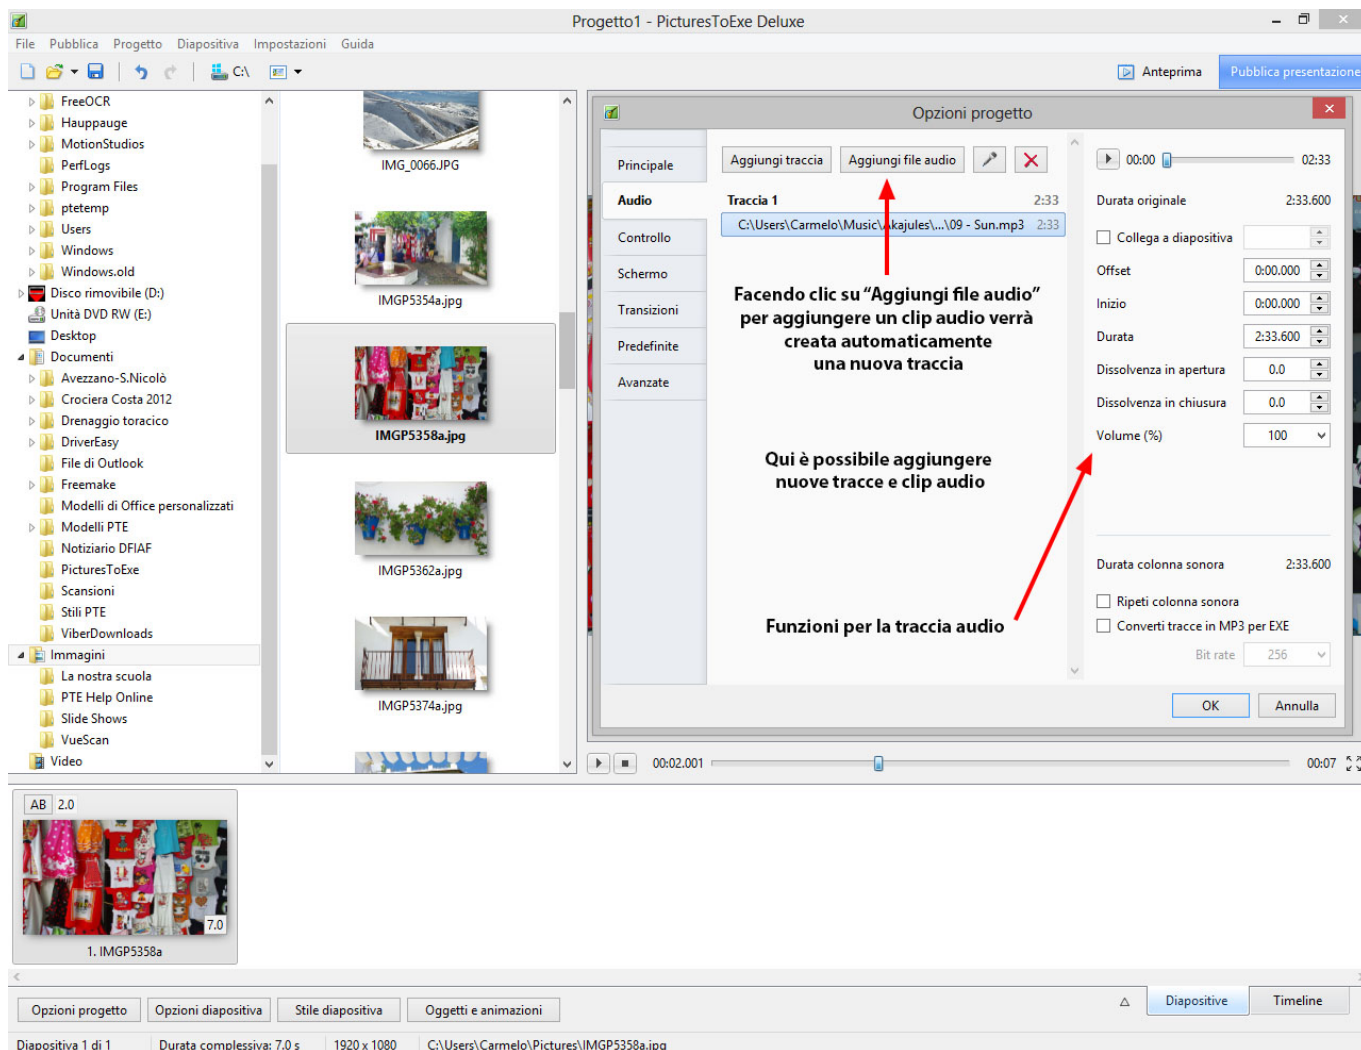 Progetto1 - PicturesToExe Deluxe
File Pubblica Progetto Diapositiva Impostazioni Guida
C:\
Anteprima
Pubblica presentazione
FreeOCR
Hauppauge
MotionStudios
PerfLogs
Program Files
ptetemp
Users
Windows
Windows.old
Disco rimovibile (D:)
Unità DVD RW (E:)
Desktop
Documenti
Avezzano-S.Nicolò
Crociera Costa 2012
Drenaggio toracico
DriverEasy
File di Outlook
Freemake
Modelli di Office personalizzati
Modelli PTE
Notiziario DFIAF
PicturesToExe
Scansioni
Stili PTE
ViberDownloads
Immagini
La nostra scuola
PTE Help Online
Slide Shows
VueScan
Video
IMG_0066.JPG
IMGP5354a.jpg
IMGP5358a.jpg
IMGP5362a.jpg
IMGP5374a.jpg
Opzioni progetto
Principale
Audio
Controllo
Schermo
Transizioni
Predefinite
Avanzate
Aggiungi traccia
Aggiungi file audio
Traccia 1 2:33
C:\Users\Carmelo\Music\Akajules\...\09 - Sun.mp3 2:33
Facendo clic su “Aggiungi file audio”
per aggiungere un clip audio verrà
creata automaticamente
una nuova traccia
Qui è possibile aggiungere
nuove tracce e clip audio
Funzioni per la traccia audio
00:00 02:33
Durata originale 2:33.600
Collega a diapositiva
Offset 0:00.000
Inizio 0:00.000
Durata 2:33.600
Dissolvenza in apertura 0.0
Dissolvenza in chiusura 0.0
Volume (%) 100
Durata colonna sonora 2:33.600
Ripeti colonna sonora
Converti tracce in MP3 per EXE
Bit rate 256
OK Annulla
00:02.001 00:07
AB 2.0
7.0
1. IMGP5358a
Opzioni progetto Opzioni diapositiva Stile diapositiva Oggetti e animazioni
Diapositive Timeline
Diapositiva 1 di 1 Durata complessiva: 7.0 s 1920 x 1080 C:\Users\Carmelo\Pictures\IMGP5358a.jpg